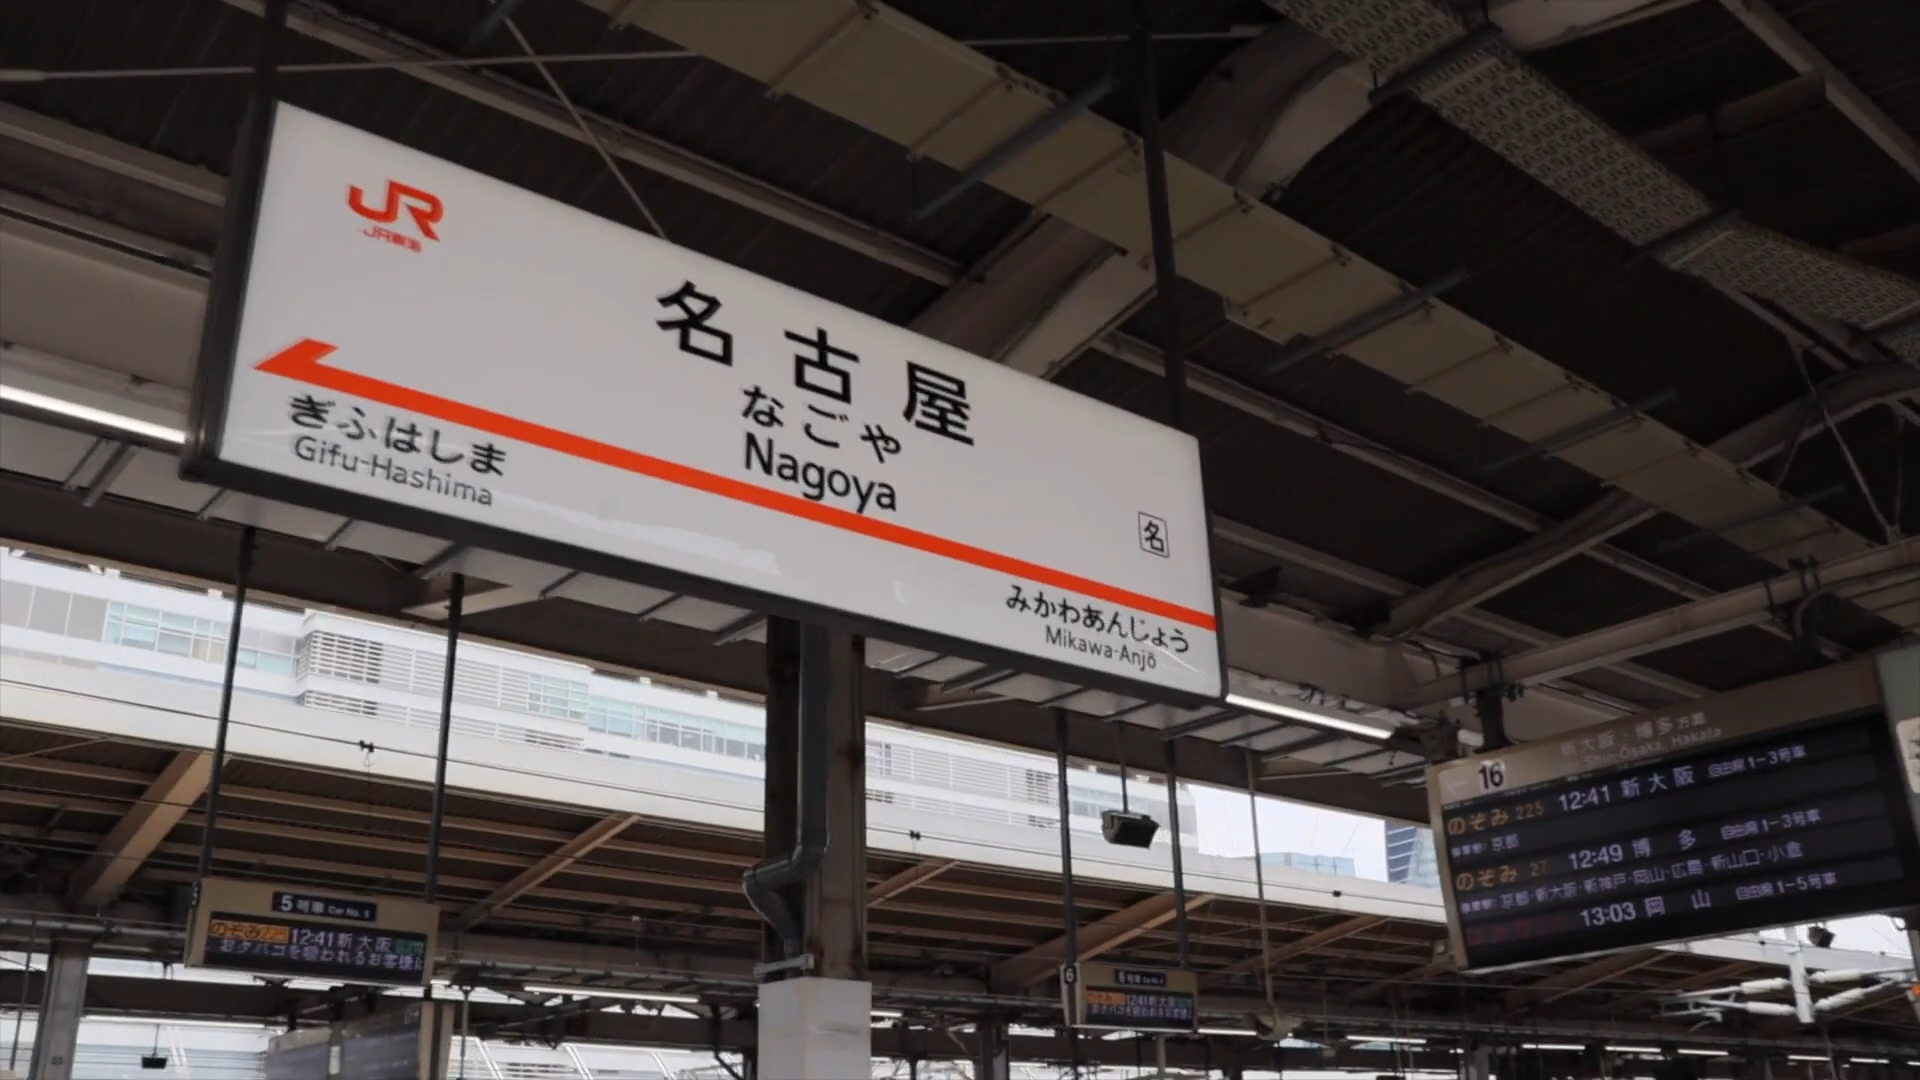 JR
JR東海
名古屋
なごや
Nagoya
名
ぎふはしま
Gifu-Hashima
みかわあんじょう
Mikawa-Anjō
新大阪・博多方面
Shin-Ōsaka, Hakata
16
のぞみ 225 12:41 新大阪 自由席1-3号車
停車駅: 京都
のぞみ 27 12:49 博多 自由席1-3号車
停車駅: 京都・新大阪・新神戸・岡山・広島・新山口・小倉
13:03 岡山 自由席1-5号車
5号車 Car No. 5
のぞみ 12:41 新大阪
おタバコを吸われるお客様は
6
12:41 新大阪